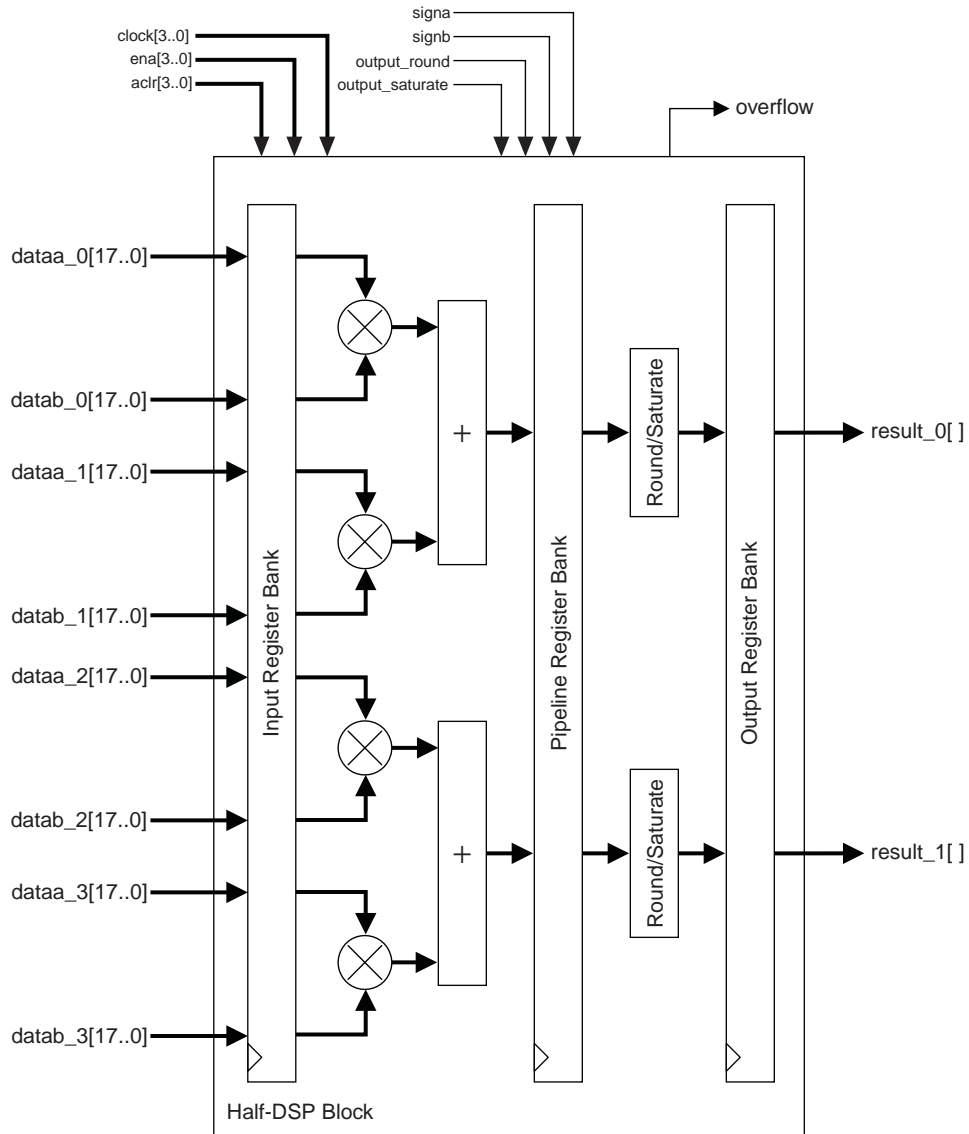 signa
clock[3..0]
signb
ena[3..0]
output_round
aclr[3..0]
output_saturate
overflow
dataa_0[17..0]
datab_0[17..0]
dataa_1[17..0]
datab_1[17..0]
dataa_2[17..0]
datab_2[17..0]
dataa_3[17..0]
datab_3[17..0]
Input Register Bank
+
+
Pipeline Register Bank
Round/Saturate
Round/Saturate
Output Register Bank
result_0[ ]
result_1[ ]
Half-DSP Block